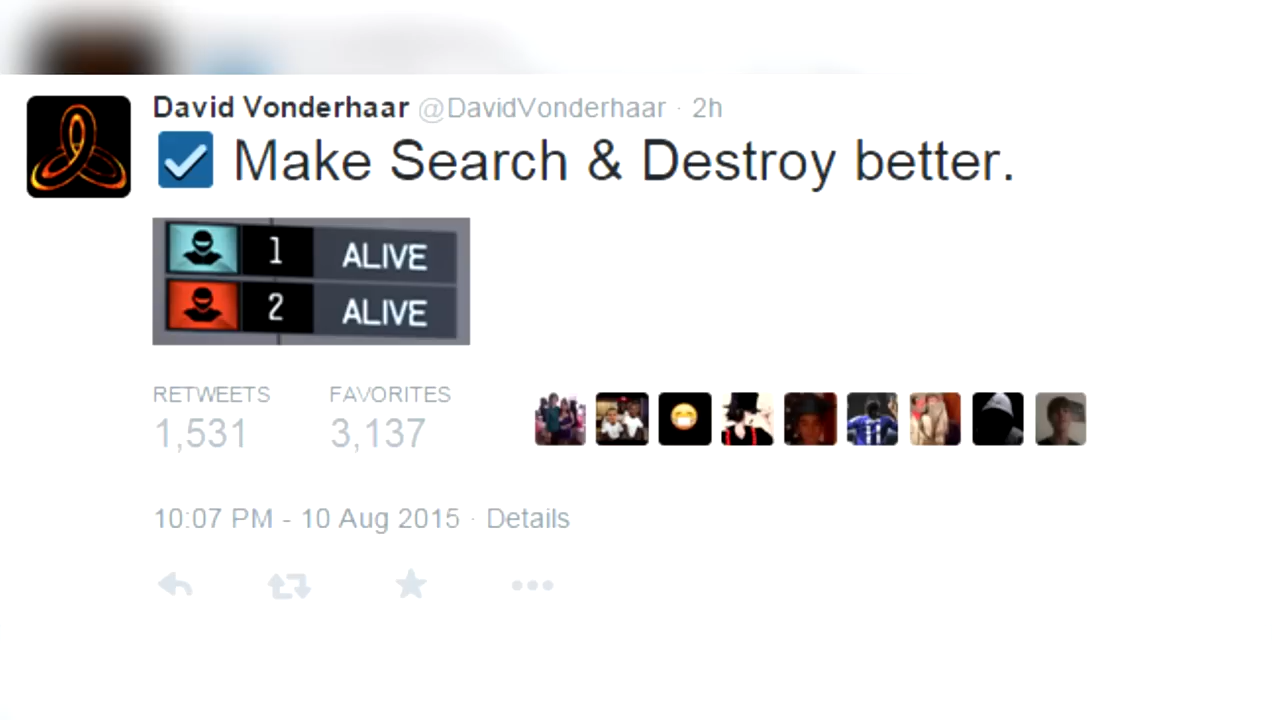 David Vonderhaar @DavidVonderhaar · 2h
☑ Make Search & Destroy better.
1 ALIVE
2 ALIVE
RETWEETS FAVORITES
1,531 3,137
11
10:07 PM - 10 Aug 2015 · Details